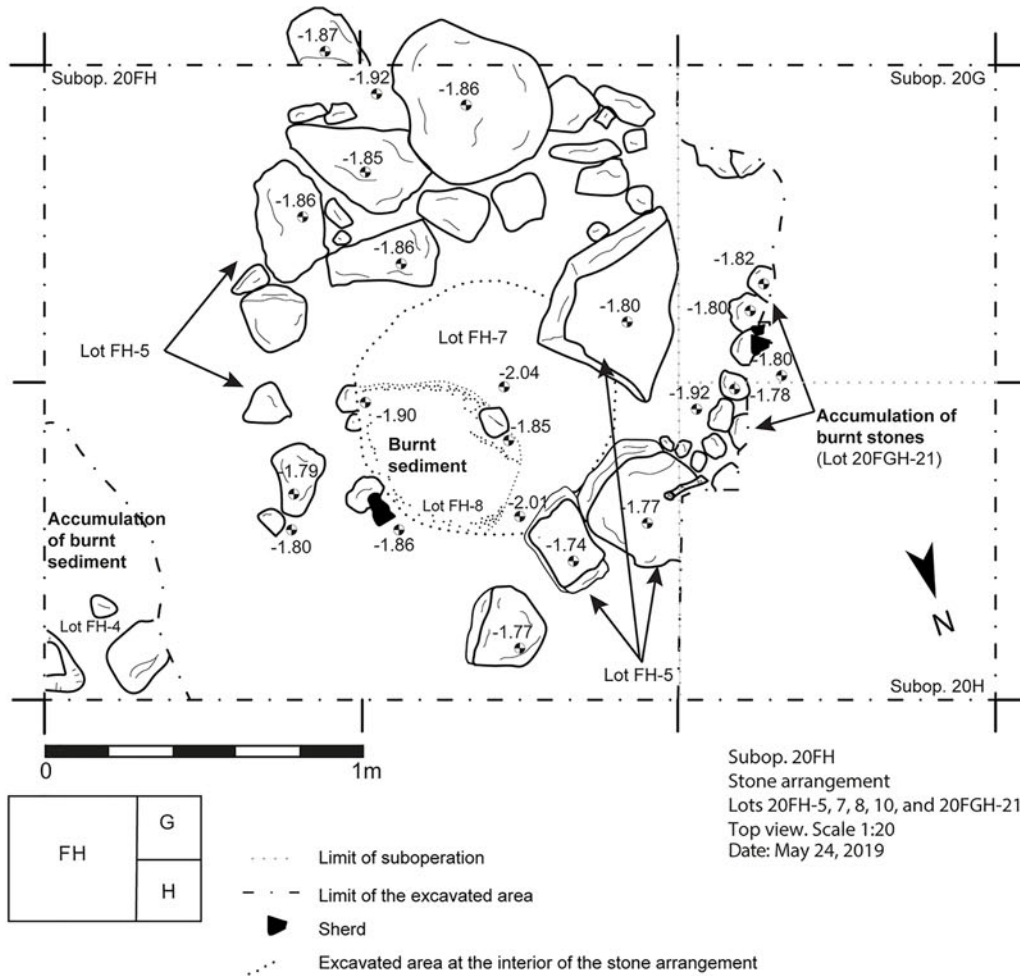 -1.87
Subop. 20FH
-1.92
-1.86
Subop. 20G
-1.85
-1.86
-1.86
-1.82
-1.80
-1.80
Lot FH-7
Lot FH-5
-1.80
-2.04
-1.78
-1.90
-1.92
-1.85
Burnt
sediment
Accumulation of
burnt stones
(Lot 20FGH-21)
-1.79
Lot FH-8
-2.01
-1.77
Accumulation
of burnt
sediment
-1.80
-1.86
-1.74
Lot FH-4
-1.77
Lot FH-5
N
Subop. 20H
0
1m
Subop. 20FH
Stone arrangement
Lots 20FH-5, 7, 8, 10, and 20FGH-21
Top view. Scale 1:20
Date: May 24, 2019
FH
G
H
Limit of suboperation
Limit of the excavated area
Sherd
Excavated area at the interior of the stone arrangement